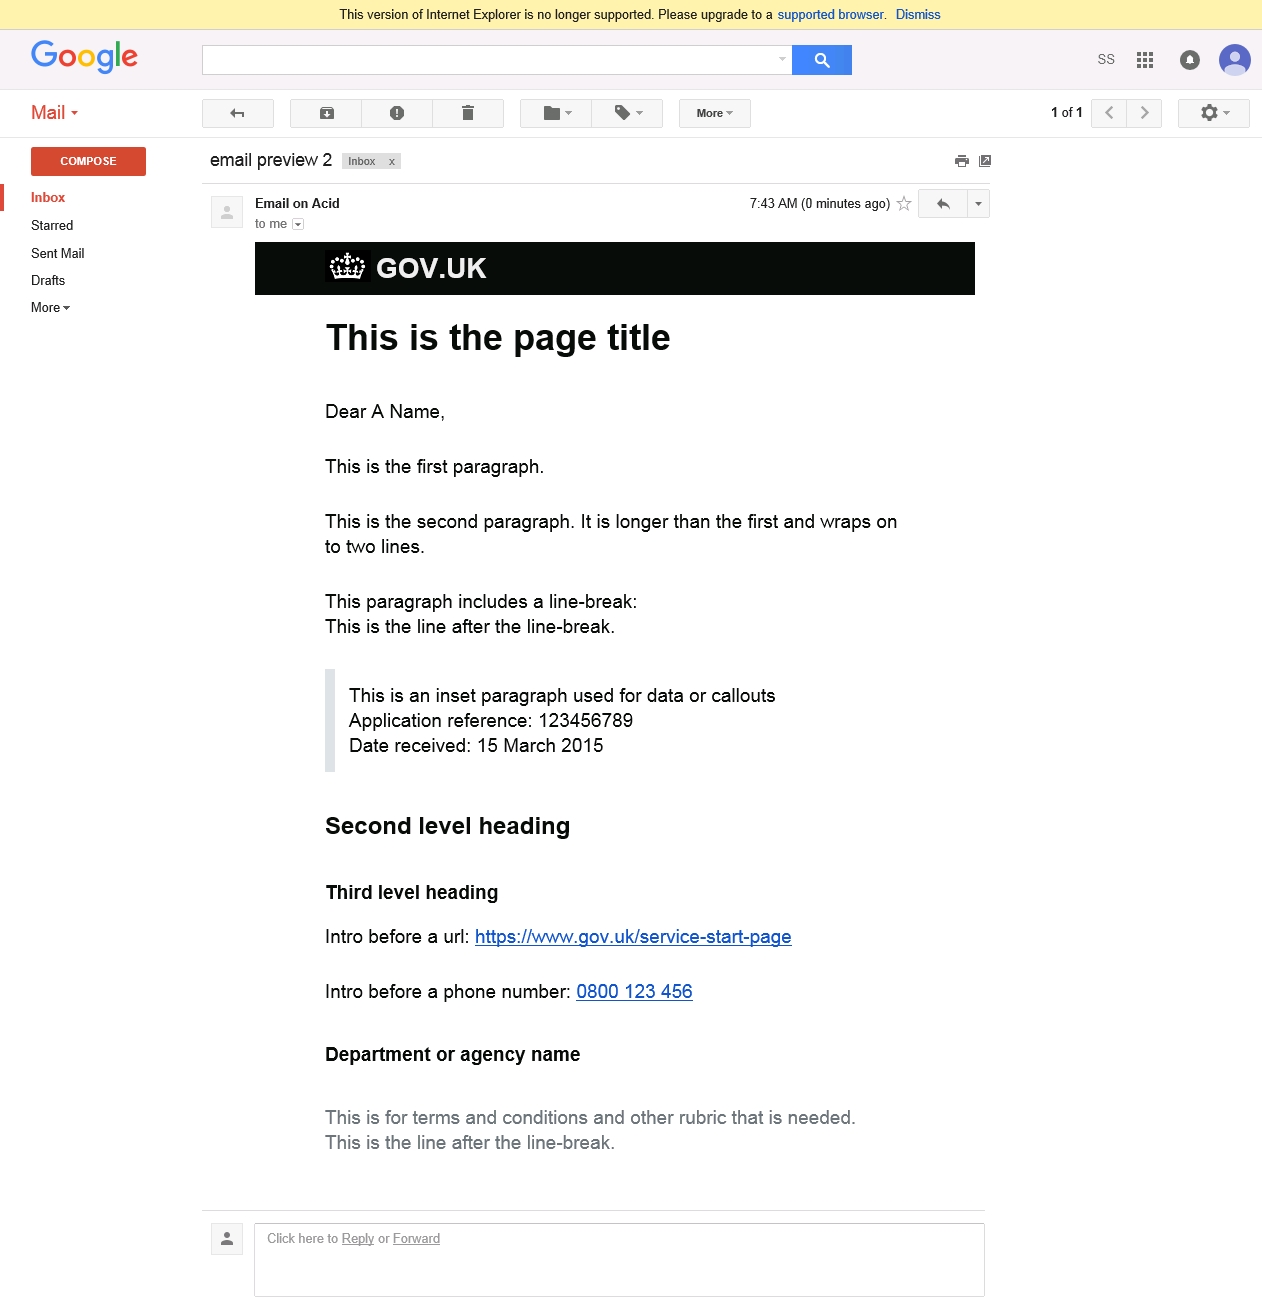 This version of Internet Explorer is no longer supported. Please upgrade to a supported browser. Dismiss
Google
SS
Mail
More
1 of 1
COMPOSE
email preview 2 Inbox x
Inbox
Starred
Sent Mail
Drafts
More
Email on Acid
7:43 AM (0 minutes ago)
to me
GOV.UK
This is the page title
Dear A Name,
This is the first paragraph.
This is the second paragraph. It is longer than the first and wraps on
to two lines.
This paragraph includes a line-break:
This is the line after the line-break.
This is an inset paragraph used for data or callouts
Application reference: 123456789
Date received: 15 March 2015
Second level heading
Third level heading
Intro before a url: https://www.gov.uk/service-start-page
Intro before a phone number: 0800 123 456
Department or agency name
This is for terms and conditions and other rubric that is needed.
This is the line after the line-break.
Click here to Reply or Forward